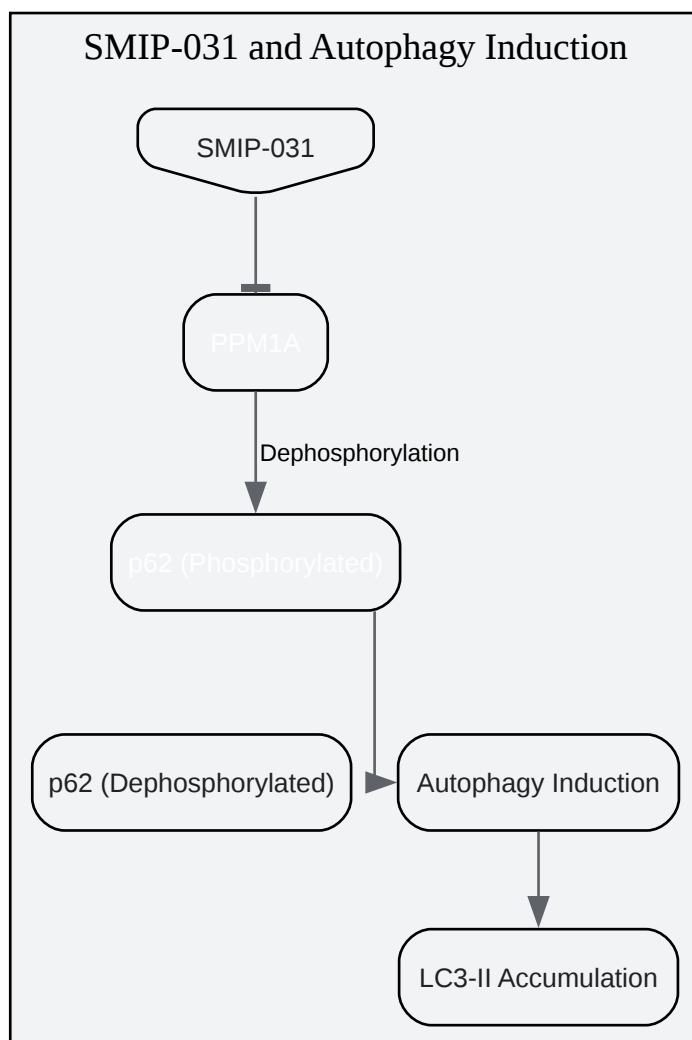 SMIP-031 and Autophagy Induction
SMIP-031
PPM1A
Dephosphorylation
p62 (Phosphorylated)
p62 (Dephosphorylated)
Autophagy Induction
LC3-II Accumulation